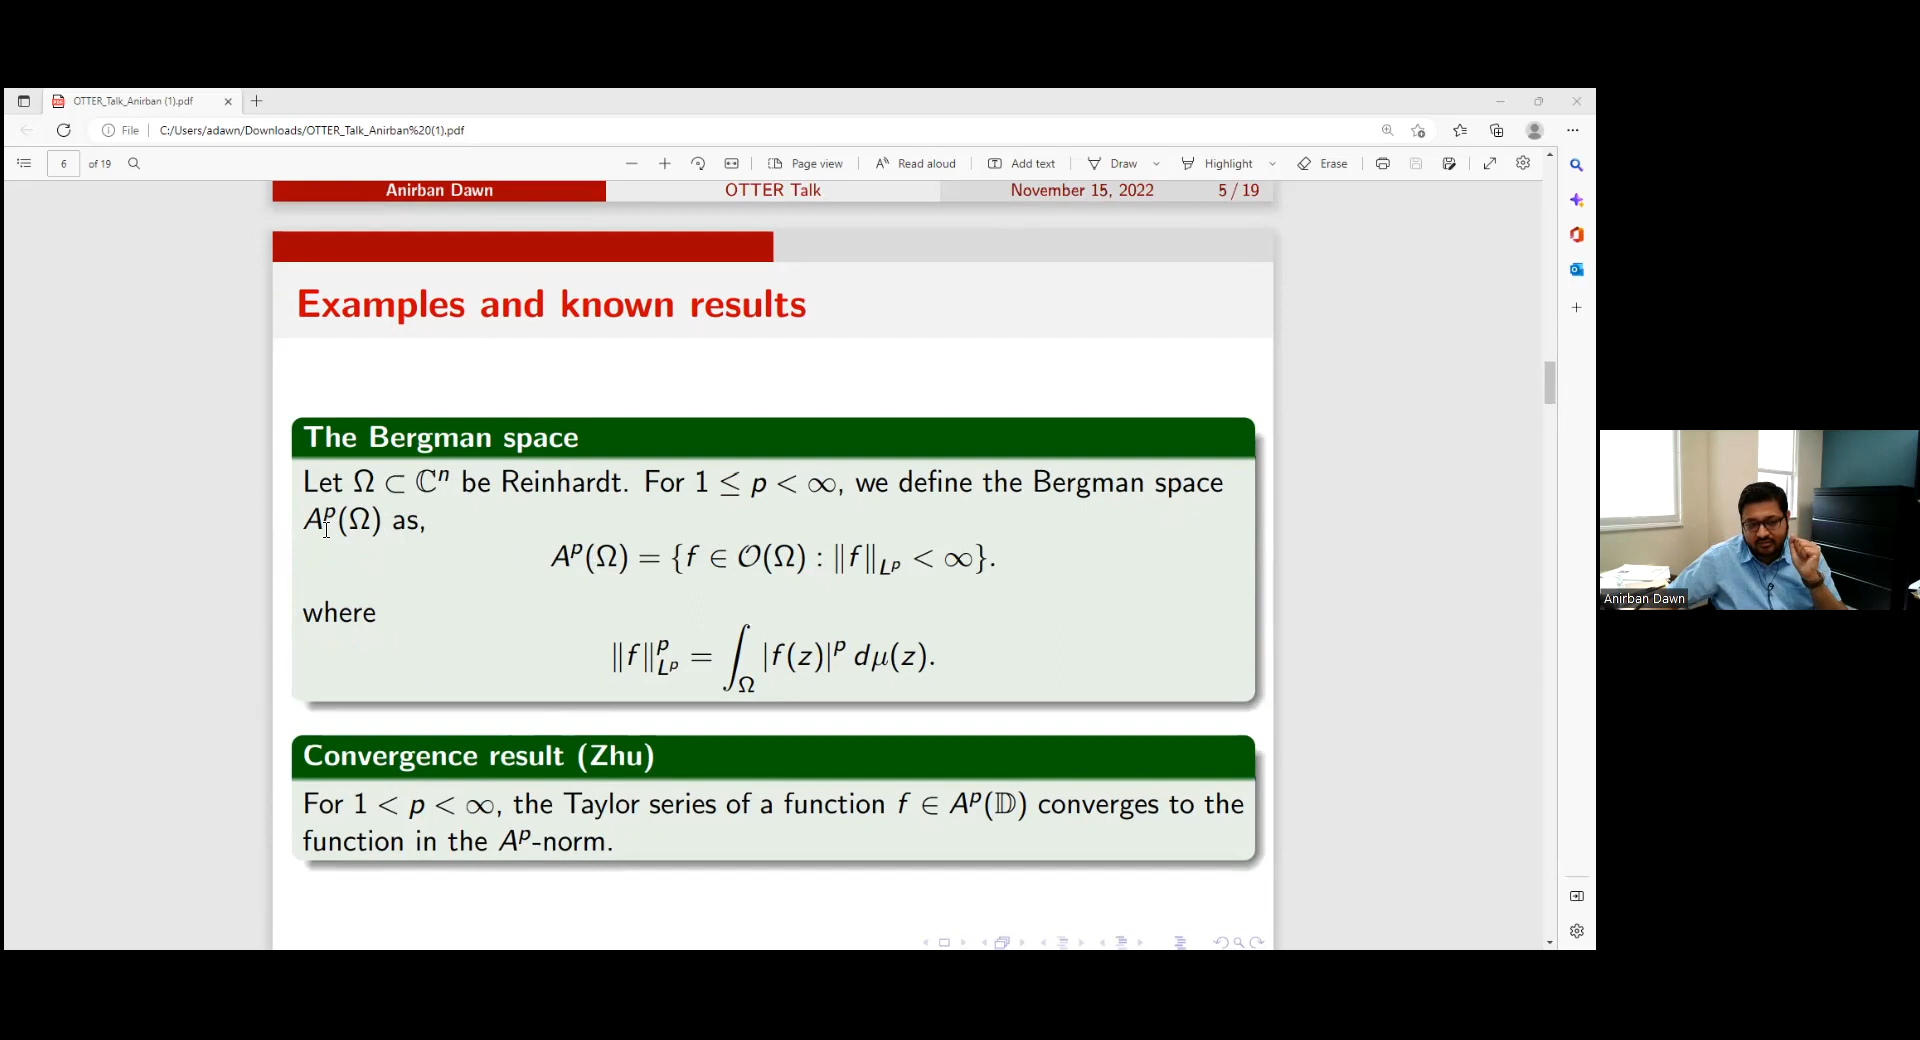 OTTER_Talk_Anirban (1).pdf
File
C:/Users/adawn/Downloads/OTTER_Talk_Anirban%20(1).pdf
6 of 19
Page view
Read aloud
Add text
Draw
Highlight
Erase
Anirban Dawn OTTER Talk November 15, 2022 5 / 19
Examples and known results
The Bergman space
Let Ω ⊂ ℂⁿ be Reinhardt. For 1 ≤ p < ∞, we define the Bergman space
Aᵖ(Ω) as,
Aᵖ(Ω) = {f ∈ 𝒪(Ω) : ‖f‖_{Lᵖ} < ∞}.
where
‖f‖ᵖ_{Lᵖ} = ∫_Ω |f(z)|ᵖ dμ(z).
Convergence result (Zhu)
For 1 < p < ∞, the Taylor series of a function f ∈ Aᵖ(𝔻) converges to the
function in the Aᵖ-norm.
Anirban Dawn